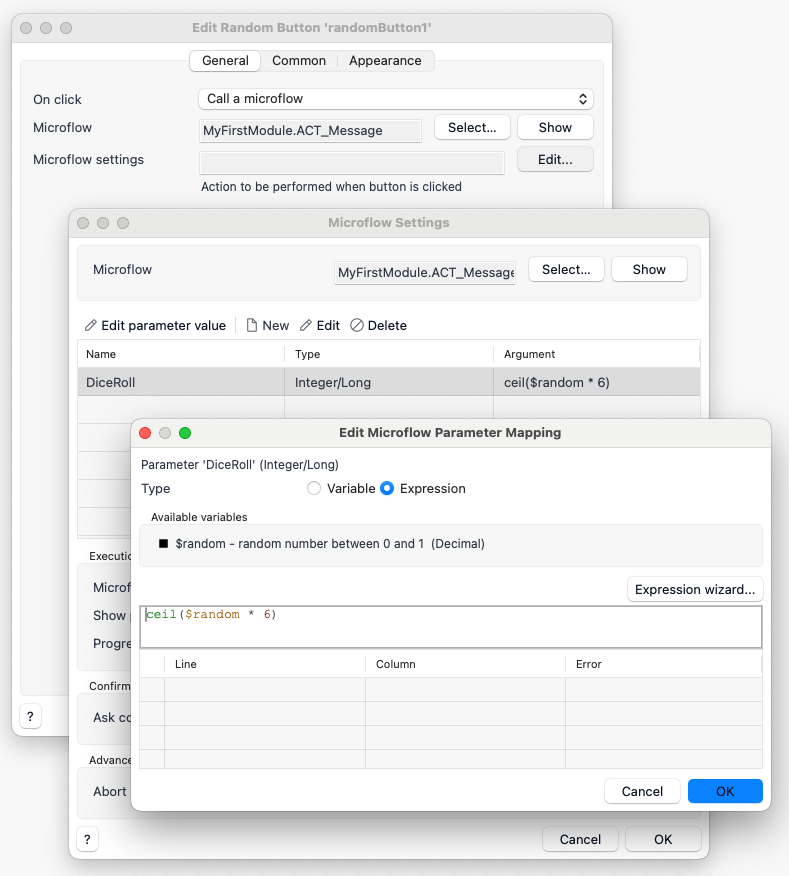 Edit Random Button 'randomButton1'
General Common Appearance
On click Call a microflow
Microflow MyFirstModule.ACT_Message Select... Show
Microflow settings Edit...
Action to be performed when button is clicked
Microflow Settings
Microflow MyFirstModule.ACT_Message Select... Show
Edit parameter value New Edit Delete
Name Type Argument
DiceRoll Integer/Long ceil($random * 6)
Edit Microflow Parameter Mapping
Parameter 'DiceRoll' (Integer/Long)
Type Variable Expression
Available variables
$random - random number between 0 and 1 (Decimal)
Executio
Microf
Expression wizard...
Show
ceil($random * 6)
Progre
Line Column Error
Confirm
Ask co
Advance
Abort
Cancel OK
?
? Cancel OK